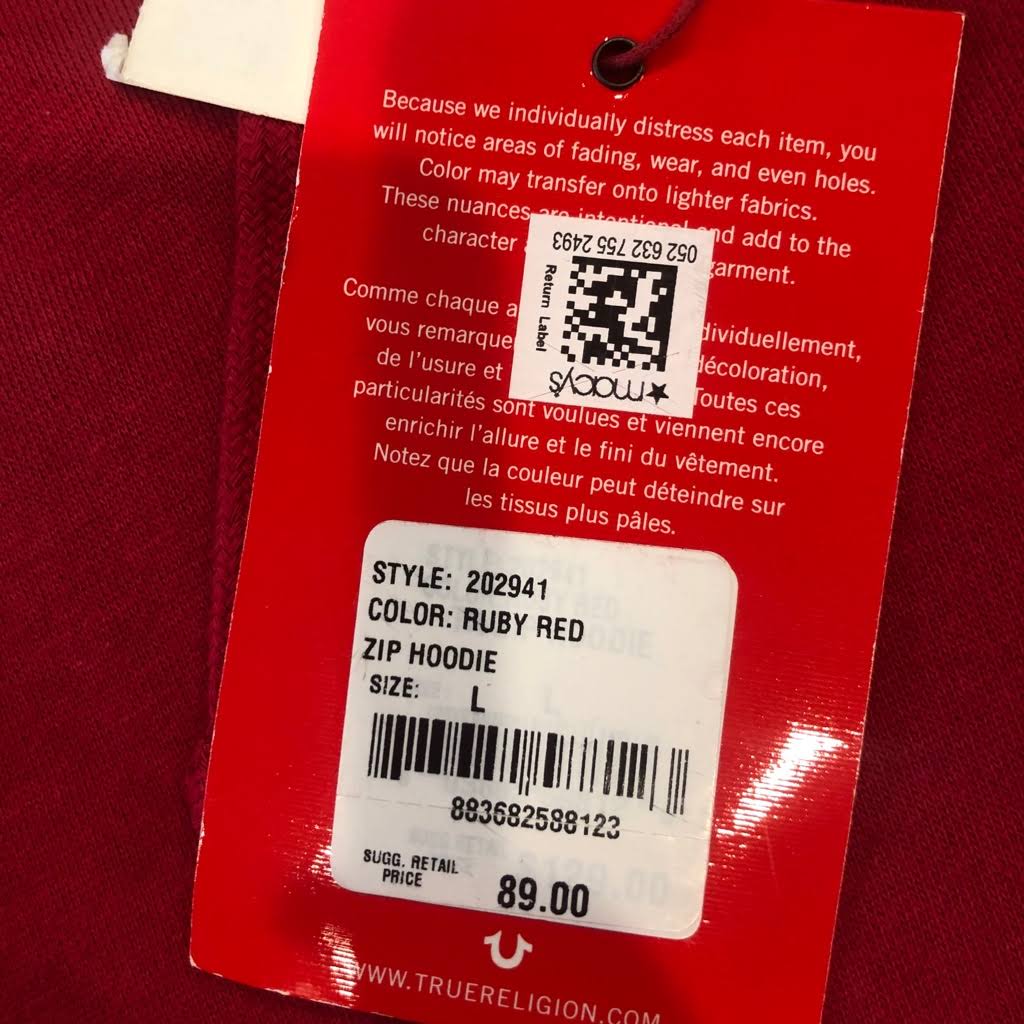 Because we individually distress each item, you
will notice areas of fading, wear, and even holes.
Color may transfer onto lighter fabrics.
These nuances are intentional and add to the
character garment.
Comme chaque a dividuellement,
vous remarque décoloration,
de l'usure et Toutes ces
particularités sont voulues et viennent encore
enrichir l'allure et le fini du vêtement.
Notez que la couleur peut déteindre sur
les tissus plus pâles.
052 632 755 2493
Return Label
★macy's
STYLE: 202941
COLOR: RUBY RED
ZIP HOODIE
SIZE: L
883682588123
SUGG. RETAIL
PRICE 89.00
WWW.TRUERELIGION.COM